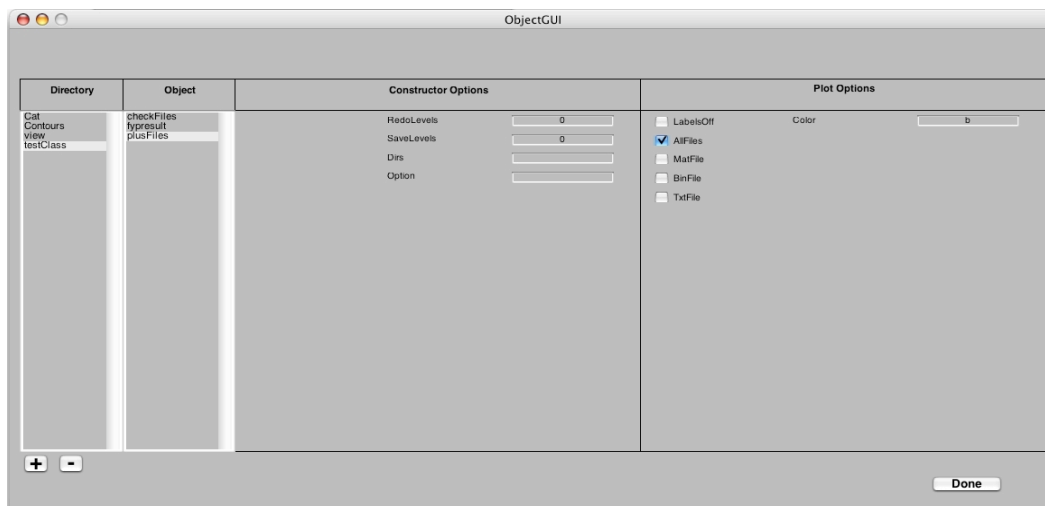 ObjectGUI
Directory Object Constructor Options Plot Options
Cat
Contours
view
testClass
checkFiles
fypresult
plusFiles
RedoLevels 0
SaveLevels 0
Dirs
Option
LabelsOff Color b
AllFiles
MatFile
BinFile
TxtFile
+ -
Done